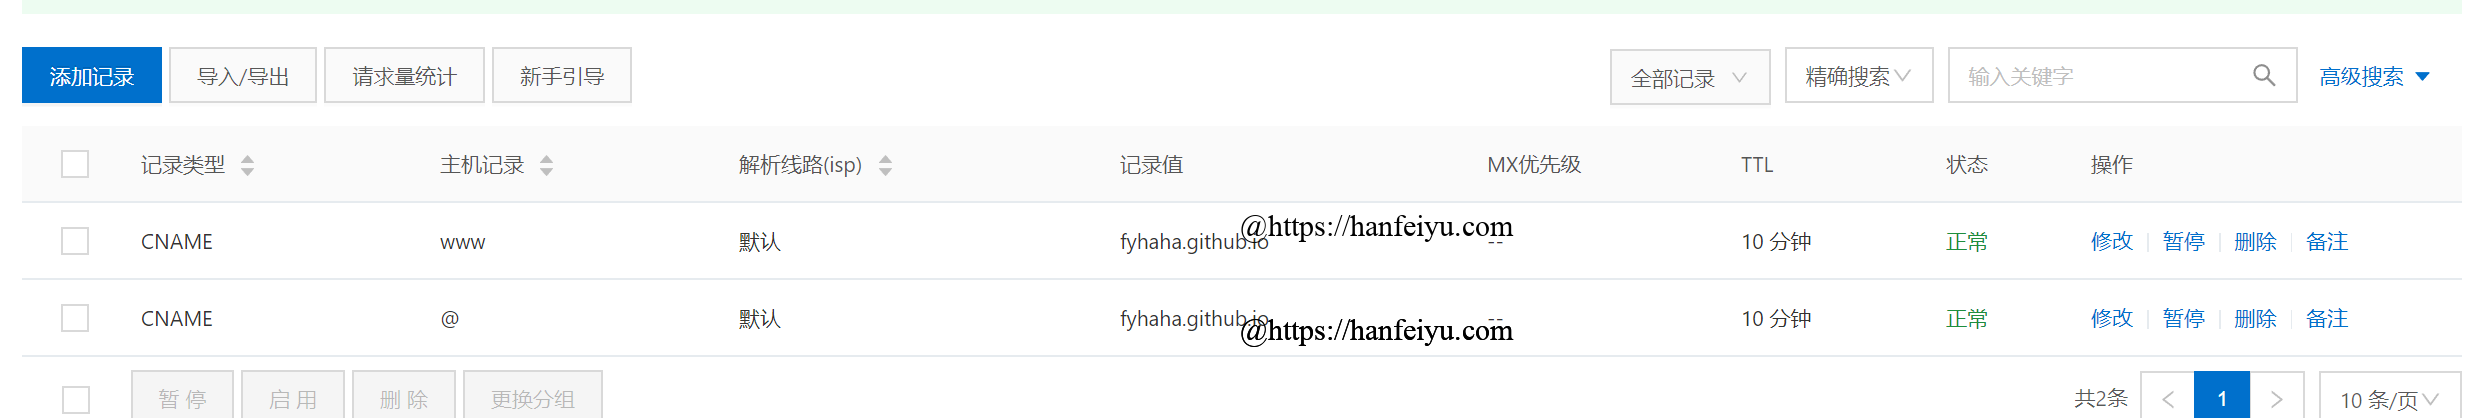 添加记录 导入/导出 请求量统计 新手引导 全部记录 精确搜索 输入关键字 高级搜索
记录类型 主机记录 解析线路(isp) 记录值 MX优先级 TTL 状态 操作
@https://hanfeiyu.com
CNAME www 默认 fyhaha.github.io -- 10 分钟 正常 修改 暂停 删除 备注
CNAME @ 默认 fyhaha.github.io -- 10 分钟 正常 修改 暂停 删除 备注
@https://hanfeiyu.com
暂停 启用 删除 更换分组 共2条 < 1 > 10 条/页